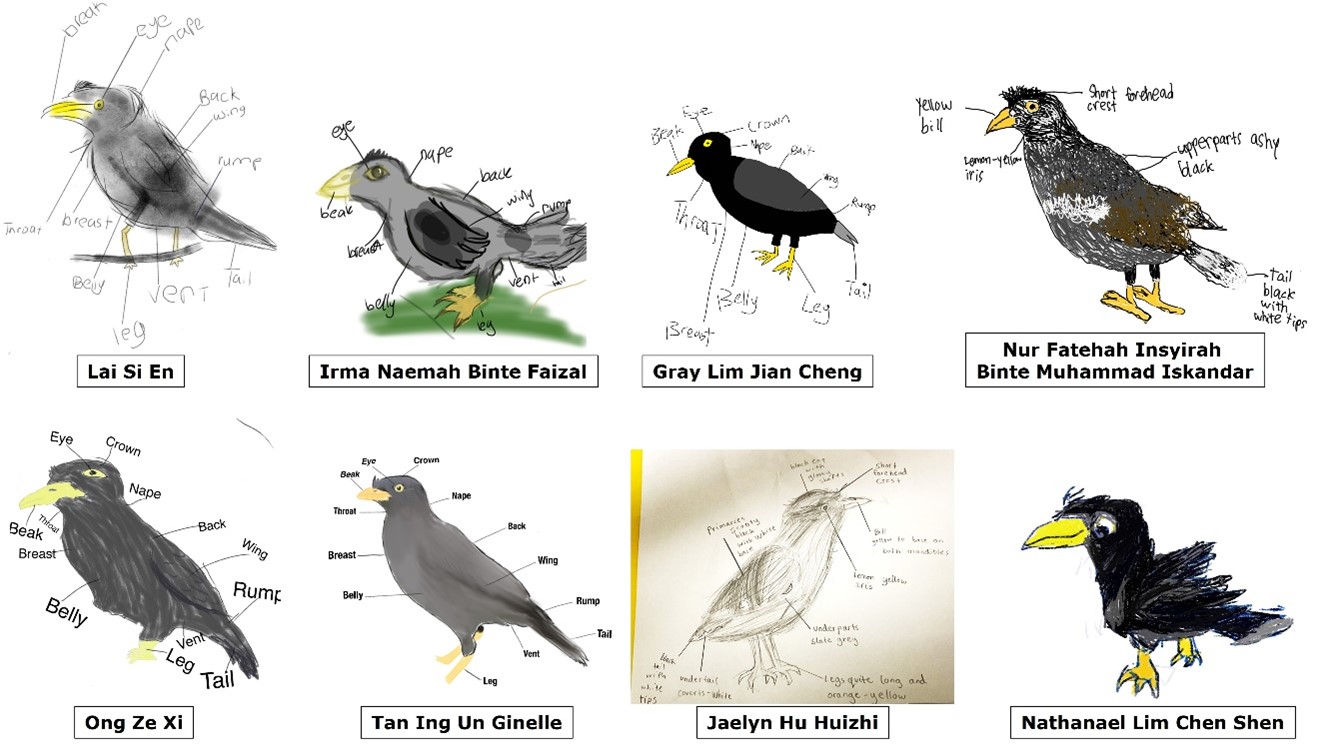 breah
eye
nape
Back
wing
rump
Throat
breast
Belly
vent
Tail
leg
Lai Si En
eye
nape
back
wing
rump
beak
breast
belly
vent
tail
leg
Irma Naemah Binte Faizal
Eye
Beak
Crown
Nape
Back
Wing
Rump
Throat
Belly
Leg
Tail
Breast
Gray Lim Jian Cheng
Yellow
bill
Short forehead
crest
Lemon-yellow
iris
upperparts ashy
black
tail
black
with
white tips
Nur Fatehah Insyirah
Binte Muhammad Iskandar
Eye
Crown
Nape
Beak
Throat
Back
Breast
Wing
Belly
Rump
Vent
Leg
Tail
Ong Ze Xi
Eye
Crown
Beak
Nape
Throat
Back
Breast
Wing
Belly
Rump
Tail
Vent
Leg
Tan Ing Un Ginelle
black
with
glossy
Short
forehead
crest
Primaries
sooty
black
with white
base
Bill
yellow to base on
both mandibles
Lemon yellow
iris
underparts
slate grey
black
tail
with
white
tips
undertail
coverts-white
Legs quite long and
orange-yellow
Jaelyn Hu Huizhi
Nathanael Lim Chen Shen